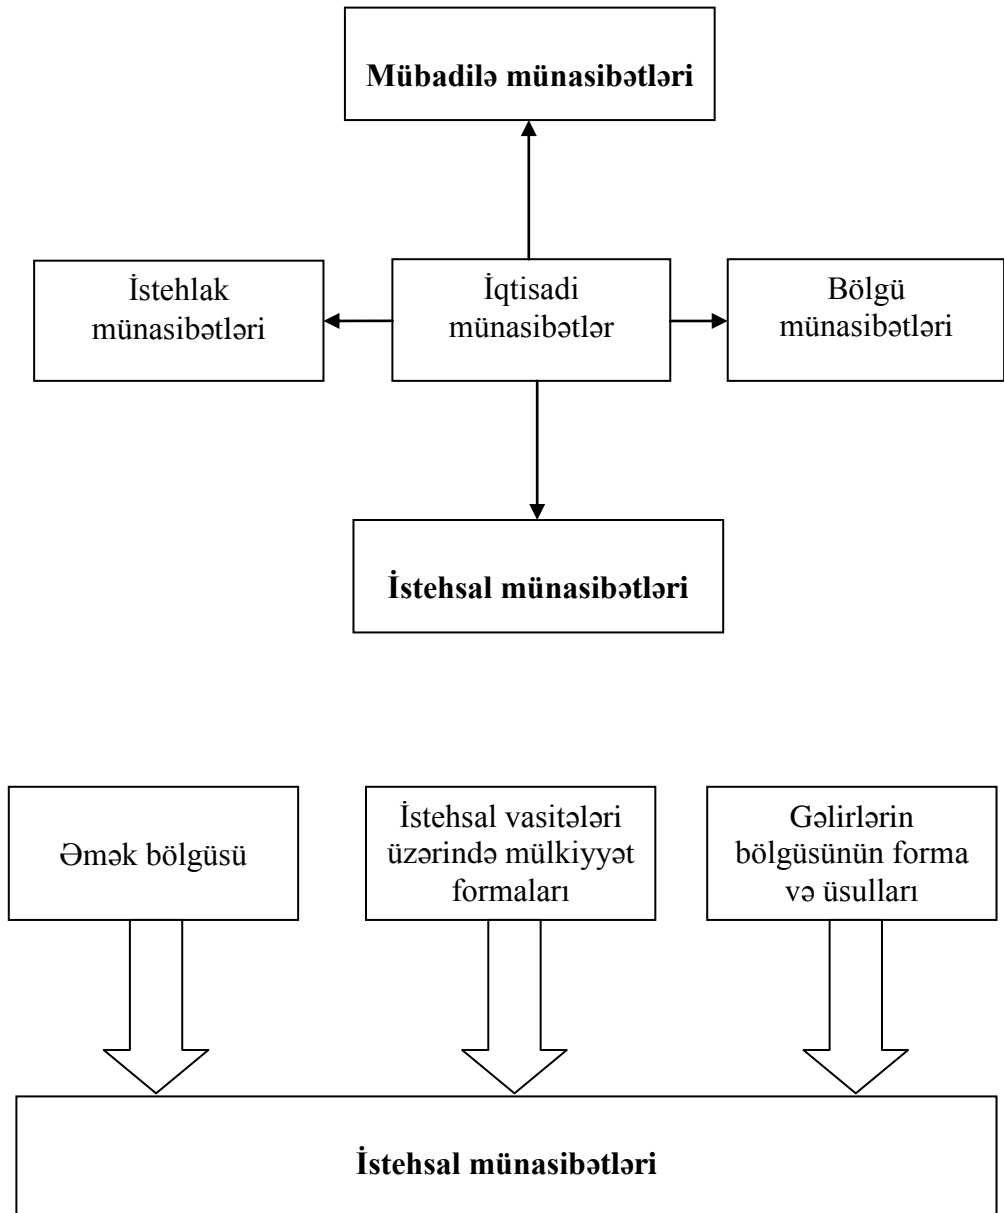 Mübadilə münasibətləri
İstehlak
münasibətləri
İqtisadi
münasibətlər
Bölgü
münasibətləri
İstehsal münasibətləri
Əmək bölgüsü
İstehsal vasitələri
üzərində mülkiyyət
formaları
Gəlirlərin
bölgüsünün forma
və üsulları
İstehsal münasibətləri